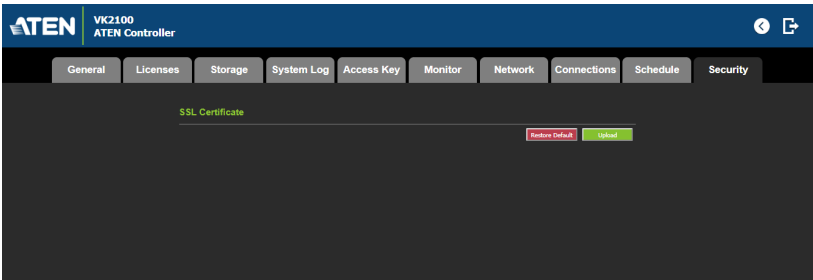 ATEN
VK2100
ATEN Controller
General Licenses Storage System Log Access Key Monitor Network Connections Schedule Security
SSL Certificate
Restore Default Upload